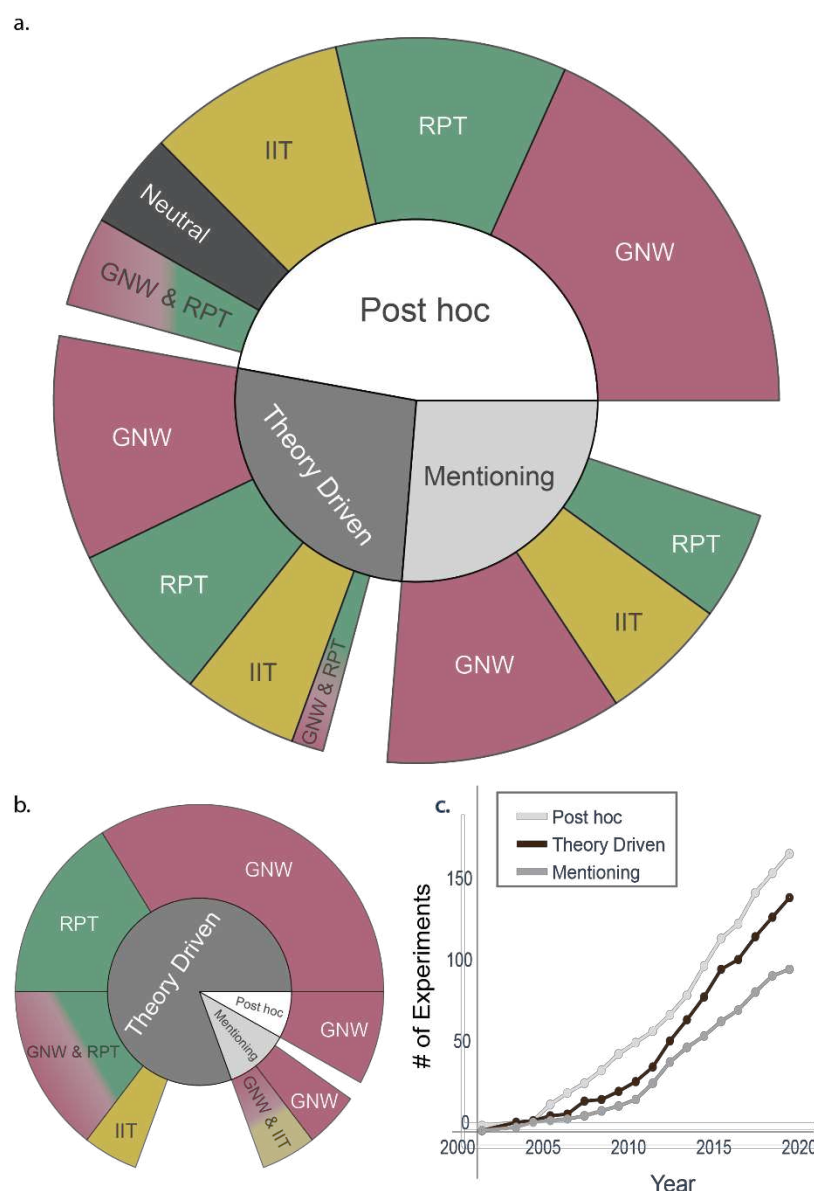 a.
RPT
IIT
GNW
Neutral
GNW & RPT
Post hoc
GNW
Theory Driven
Mentioning
RPT
RPT
IIT
GNW
IIT
GNW & RPT
b.
GNW
RPT
Theory Driven
Post hoc
GNW
Mentioning
GNW & RPT
GNW & IIT
GNW
IIT
c.
Post hoc
Theory Driven
Mentioning
# of Experiments
150
100
50
0
2000
2005
2010
2015
2020
Year